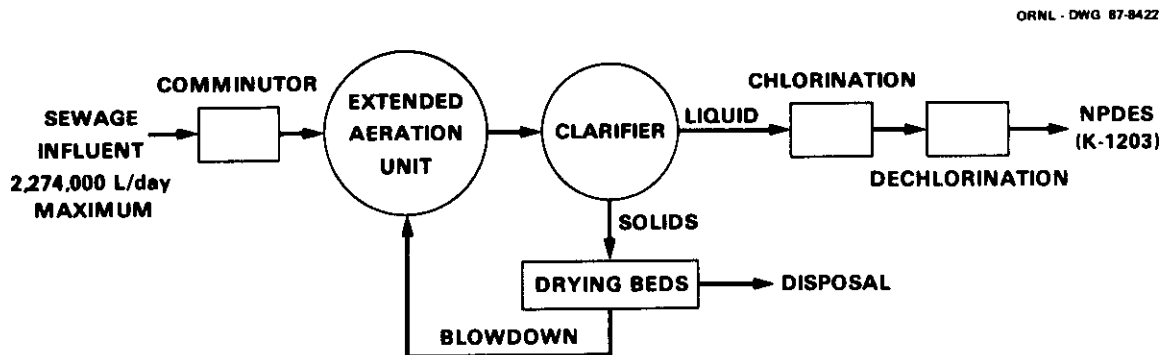 ORNL - DWG 87-8422
COMMINUTOR
SEWAGE
INFLUENT
2,274,000 L/day
MAXIMUM
EXTENDED
AERATION
UNIT
CLARIFIER
LIQUID
CHLORINATION
DECHLORINATION
NPDES
(K-1203)
SOLIDS
DRYING BEDS
DISPOSAL
BLOWDOWN